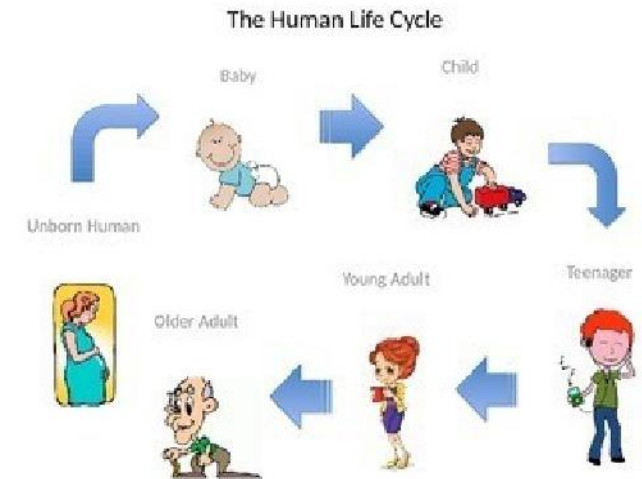 The Human Life Cycle
Baby
Child
Unborn Human
Teenager
Young Adult
Older Adult